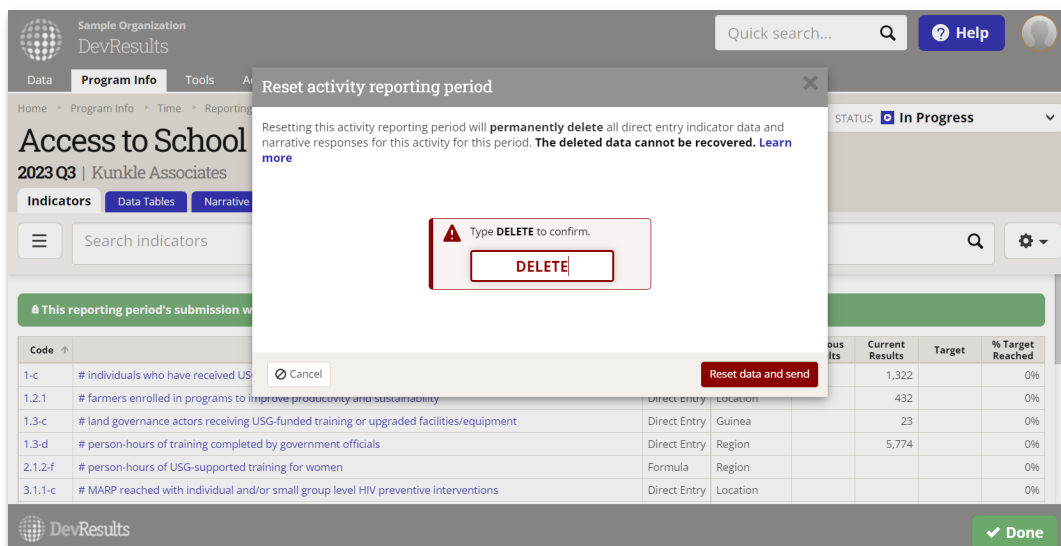 Sample Organization
DevResults
Quick search...
Help
Data Program Info Tools
Home Program Info Time Reporting
STATUS In Progress
Access to School
2023 Q3 | Kunkle Associates
Indicators Data Tables Narrative
Search indicators
Reset activity reporting period
Resetting this activity reporting period will permanently delete all direct entry indicator data and
narrative responses for this activity for this period. The deleted data cannot be recovered. Learn
more
Type DELETE to confirm.
DELETE
Cancel
Reset data and send
This reporting period's submission
Code Current Results Target % Target Reached
1-c # individuals who have received 1,322 0%
1.2.1 # farmers enrolled in programs to improve productivity and sustainability Direct Entry Location 432 0%
1.3-c # land governance actors receiving USG-funded training or upgraded facilities/equipment Direct Entry Guinea 23 0%
1.3-d # person-hours of training completed by government officials Direct Entry Region 5,774 0%
2.1.2-f # person-hours of USG-supported training for women Formula Region 0%
3.1.1-c # MARP reached with individual and/or small group level HIV preventive interventions Direct Entry Location 0%
DevResults
Done